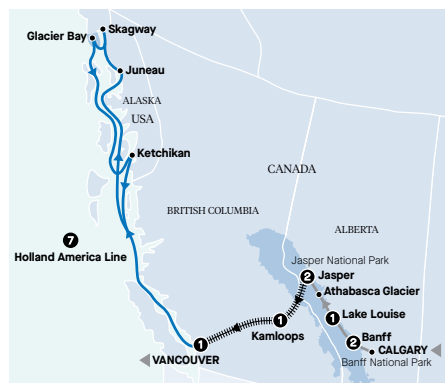 Skagway
Glacier Bay
Juneau
ALASKA
USA
Ketchikan
CANADA
BRITISH COLUMBIA
ALBERTA
7
Holland America Line
Jasper National Park
2 Jasper
Athabasca Glacier
1 Lake Louise
1
Kamloops
2 Banff
1
VANCOUVER
CALGARY
Banff National Park